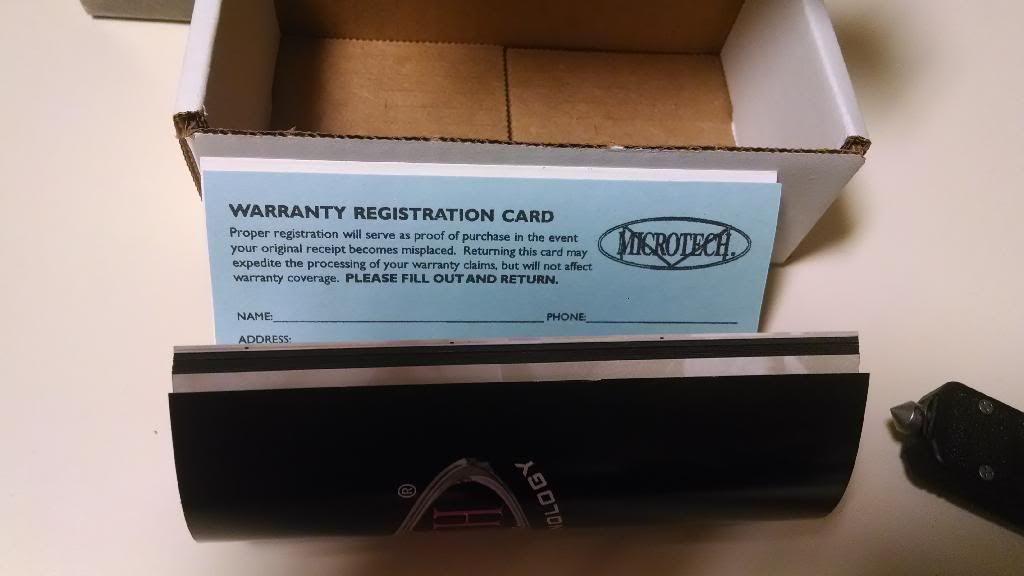 WARRANTY REGISTRATION CARD
Proper registration will serve as proof of purchase in the event
your original receipt becomes misplaced. Returning this card may
expedite the processing of your warranty claims, but will not affect
warranty coverage. PLEASE FILL OUT AND RETURN.
MICROTECH®
NAME: PHONE:
ADDRESS:
®
NOLOGY